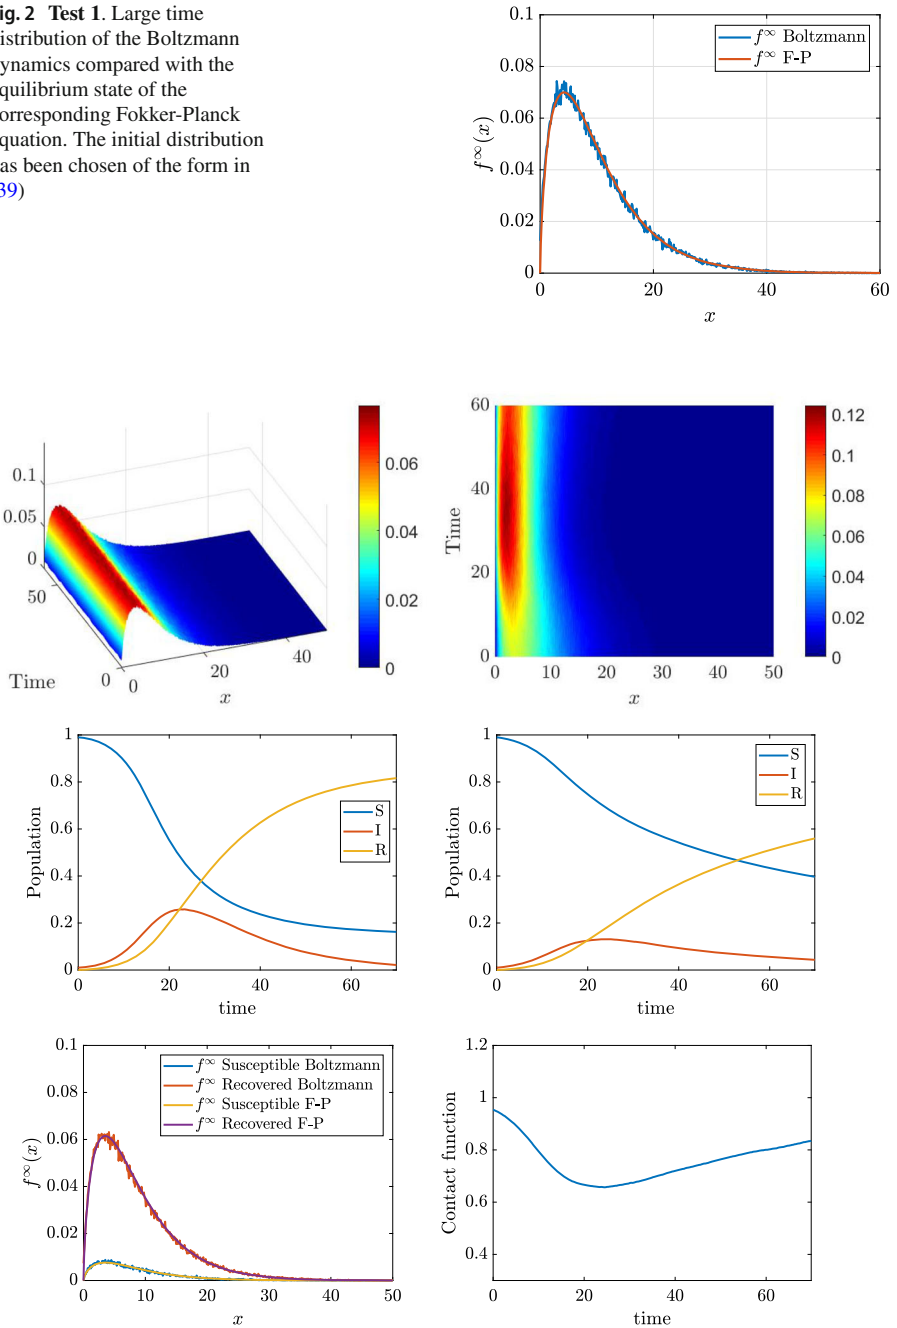 ig. 2 Test 1. Large time
istribution of the Boltzmann
ynamics compared with the
quilibrium state of the
orresponding Fokker-Planck
quation. The initial distribution
as been chosen of the form in
39)
0.1
0.08
0.06
0.04
0.02
0
f∞(x)
f∞ Boltzmann
f∞ F-P
0 20 40 60
x
0.1
0.05
0
50
Time
0
0 20 40
x
0.06
0.04
0.02
0
60
40
20
0
Time
0 10 20 30 40 50
x
0.12
0.1
0.08
0.06
0.04
0.02
0
1
0.8
0.6
0.4
0.2
0
Population
S
I
R
0 20 40 60
time
1
0.8
0.6
0.4
0.2
0
Population
S
I
R
0 20 40 60
time
0.1
0.08
0.06
0.04
0.02
0
f∞(x)
f∞ Susceptible Boltzmann
f∞ Recovered Boltzmann
f∞ Susceptible F-P
f∞ Recovered F-P
0 10 20 30 40 50
x
1.2
1
0.8
0.6
0.4
Contact function
0 20 40 60
time